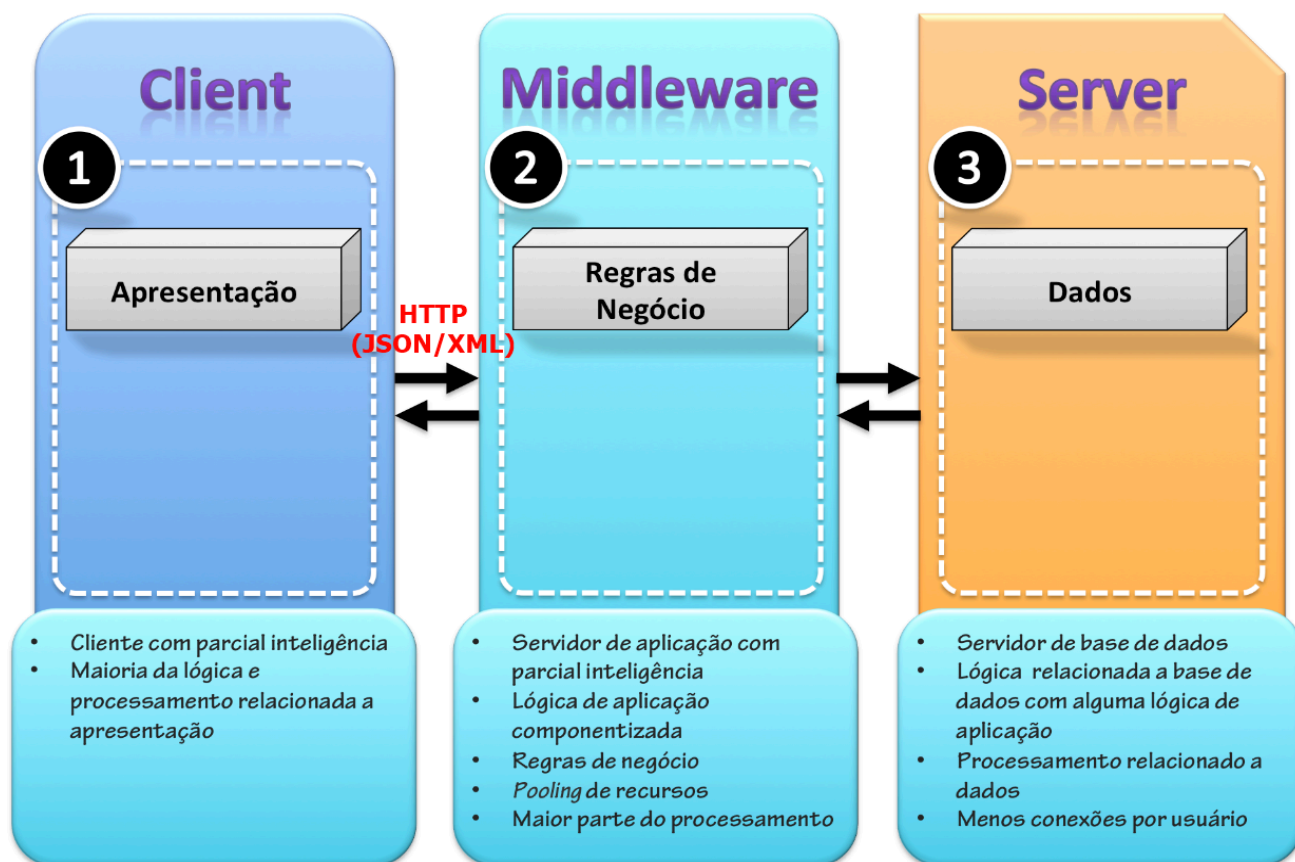 Client
1
Apresentação
HTTP
(JSON/XML)
Middleware
2
Regras de
Negócio
Server
3
Dados
• Cliente com parcial inteligência
• Maioria da lógica e
processamento relacionada a
apresentação
• Servidor de aplicação com
parcial inteligência
• Lógica de aplicação
componentizada
• Regras de negócio
• Pooling de recursos
• Maior parte do processamento
• Servidor de base de dados
• Lógica relacionada a base de
dados com alguma lógica de
aplicação
• Processamento relacionado a
dados
• Menos conexões por usuário